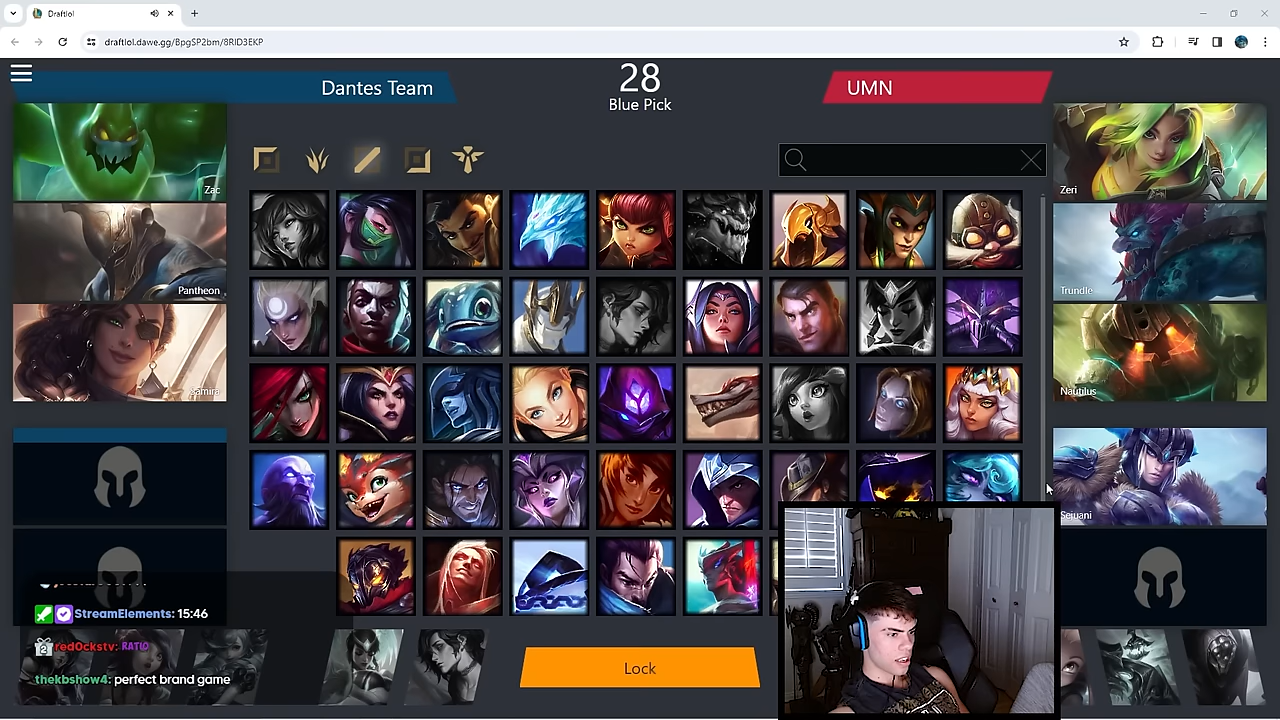 Draftlol
draftlol.dawe.gg/BpgSP2bm/8RlD3EKP
Dantes Team
28
Blue Pick
UMN
Zac
Pantheon
Samira
Zeri
Trundle
Nautilus
Sejuani
StreamElements: 15:46
red0ckstv: RATIO
thekbshow4: perfect brand game
Lock